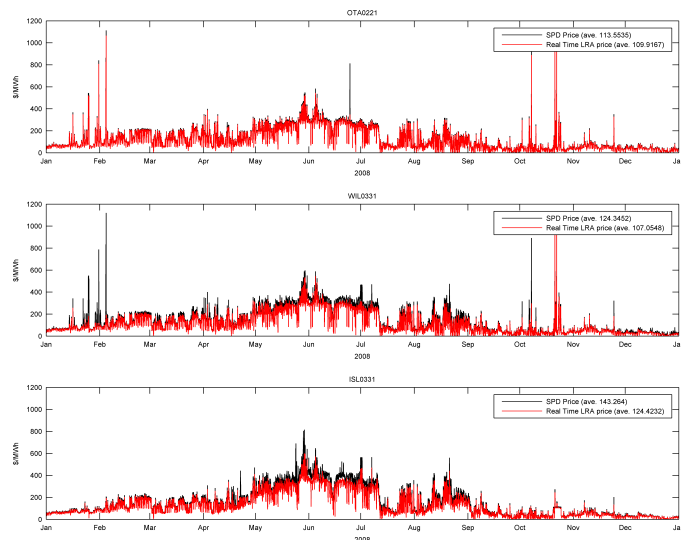 OTA0221
1200
1000
800
600
400
200
0
$/MWh
SPD Price (ave. 113.5535)
Real Time LRA price (ave. 109.9167)
Jan Feb Mar Apr May Jun Jul Aug Sep Oct Nov Dec Ja
2008
WIL0331
1200
1000
800
600
400
200
0
$/MWh
SPD Price (ave. 124.3452)
Real Time LRA price (ave. 107.0548)
Jan Feb Mar Apr May Jun Jul Aug Sep Oct Nov Dec Ja
2008
ISL0331
1200
1000
800
600
400
200
0
$/MWh
SPD Price (ave. 143.264)
Real Time LRA price (ave. 124.4232)
Jan Feb Mar Apr May Jun Jul Aug Sep Oct Nov Dec Ja
2008